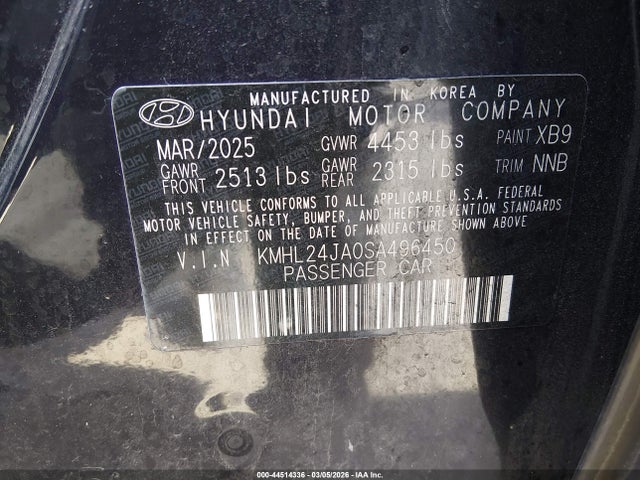 MANUFACTURED IN KOREA BY
HYUNDAI MOTOR COMPANY
MAR/2025 GVWR 4453 lbs PAINT XB9
GAWR FRONT 2513 lbs GAWR REAR 2315 lbs TRIM NNB
THIS VEHICLE CONFORMS TO ALL APPLICABLE U.S.A. FEDERAL
MOTOR VEHICLE SAFETY, BUMPER, AND THEFT PREVENTION STANDARDS
IN EFFECT ON THE DATE OF MANUFACTURE SHOWN ABOVE
V.I.N KMHL24JA0SA496450
PASSENGER CAR
000-44514336 | 03/05/2026 - IAA Inc.